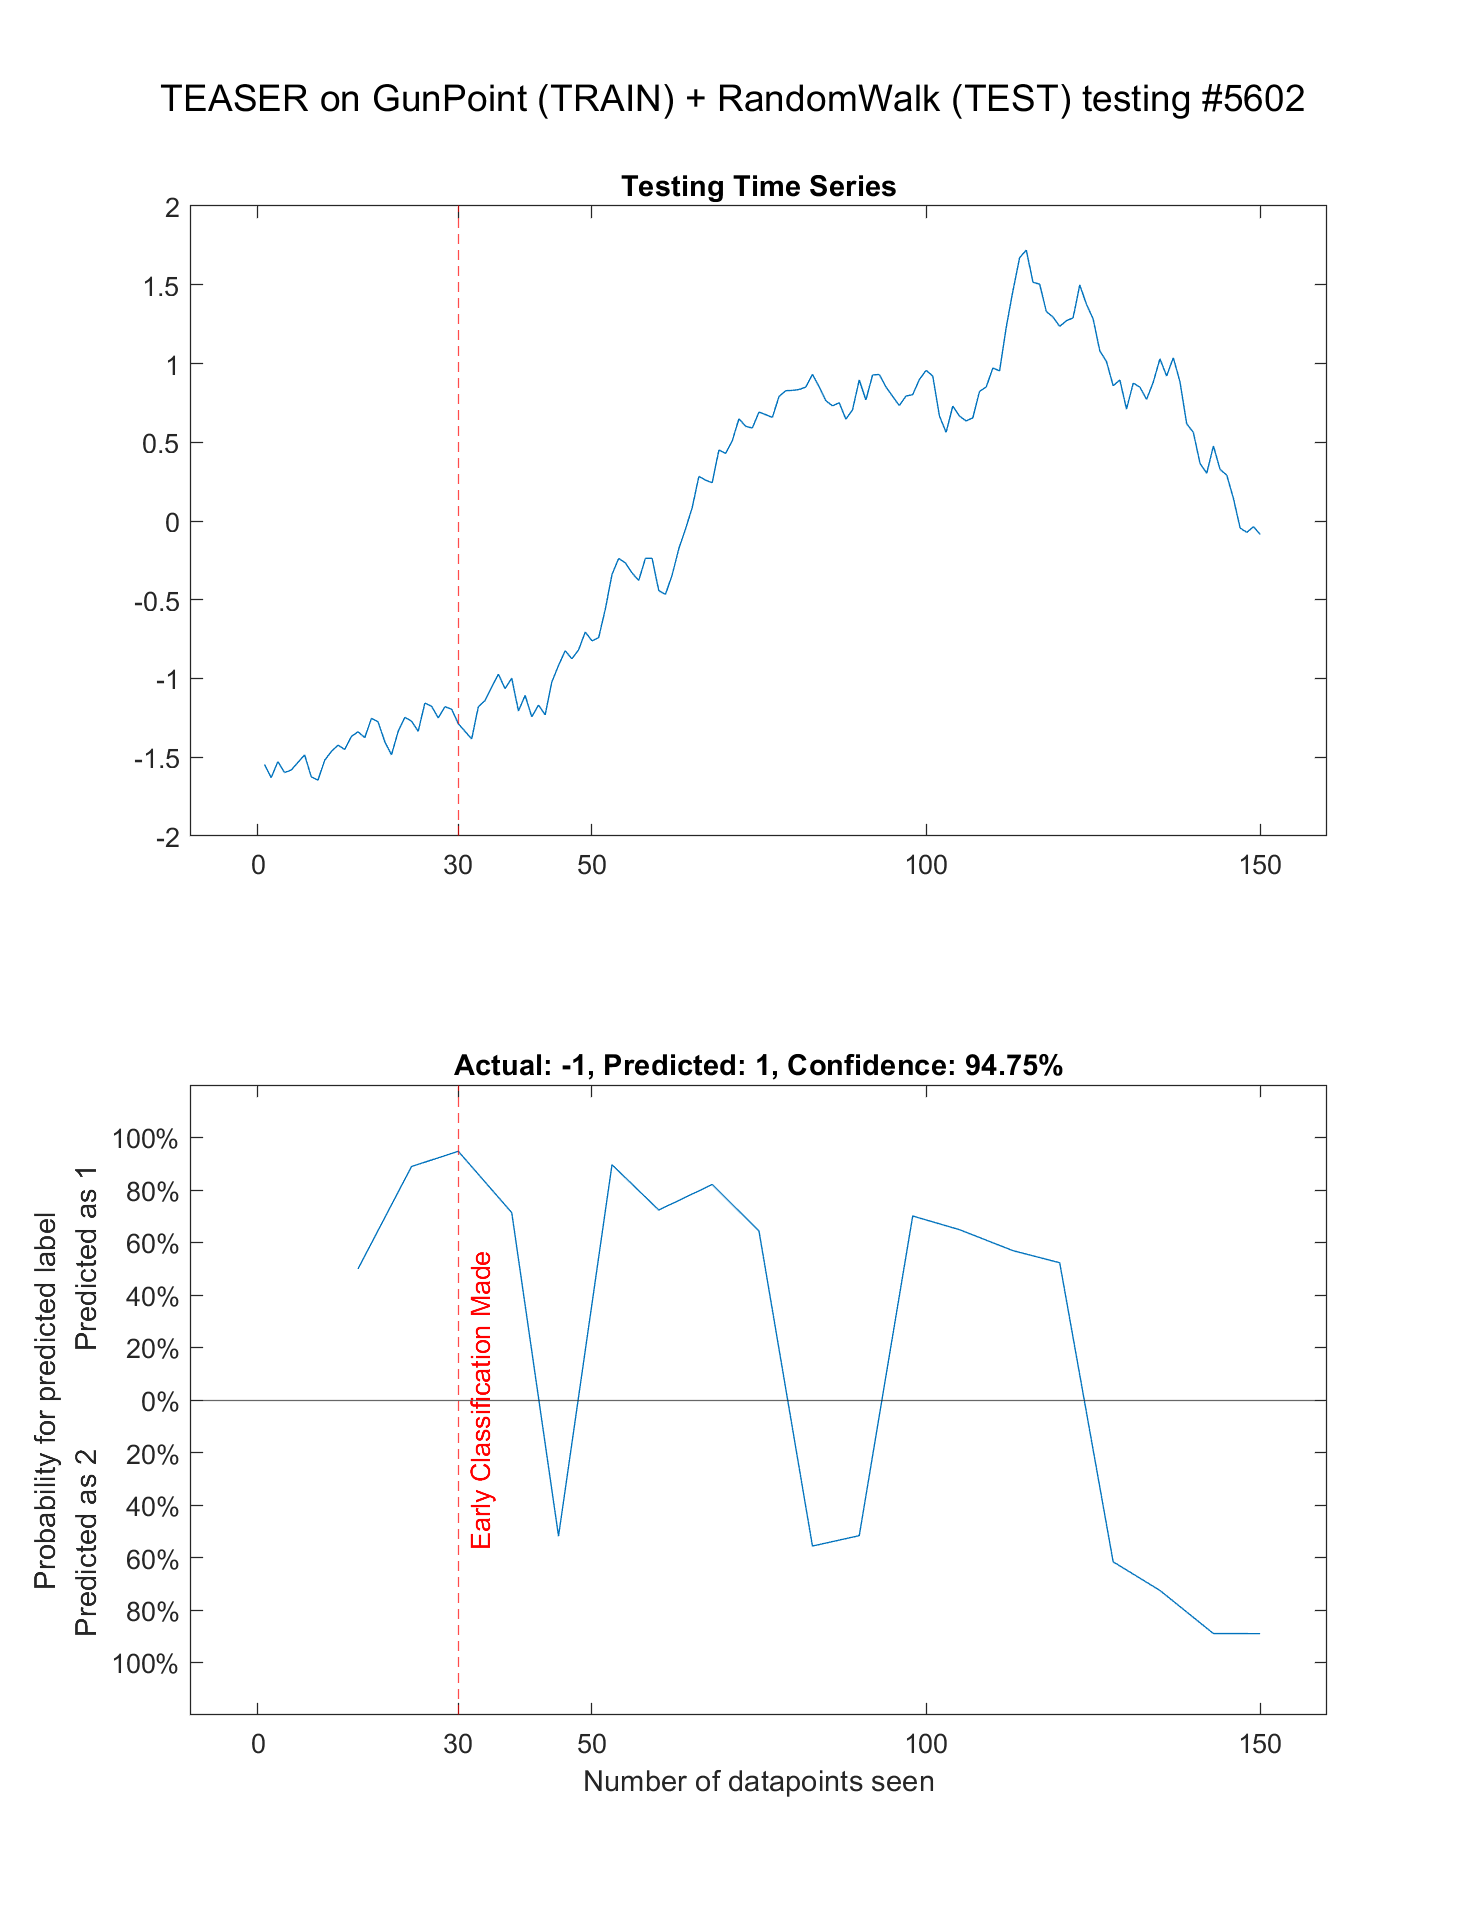 TEASER on GunPoint (TRAIN) + RandomWalk (TEST) testing #5602
Testing Time Series
2
1.5
1
0.5
0
-0.5
-1
-1.5
-2
0 30 50 100 150
Actual: -1, Predicted: 1, Confidence: 94.75%
Probability for predicted label
Predicted as 2 Predicted as 1
100%
80%
60%
40%
20%
0%
20%
40%
60%
80%
100%
Early Classification Made
0 30 50 100 150
Number of datapoints seen